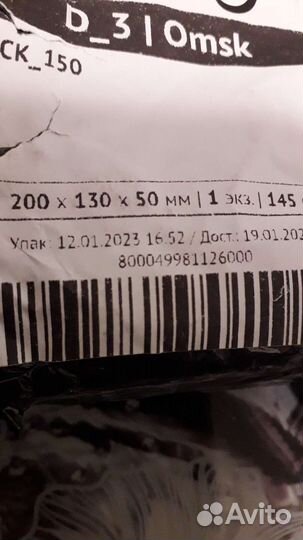 D_3 | Omsk
CK_150
200 x 130 x 50 мм | 1 экз. | 145
Упак: 12.01.2023 16:52 / Дост.: 19.01.202
800049981126000
Avito